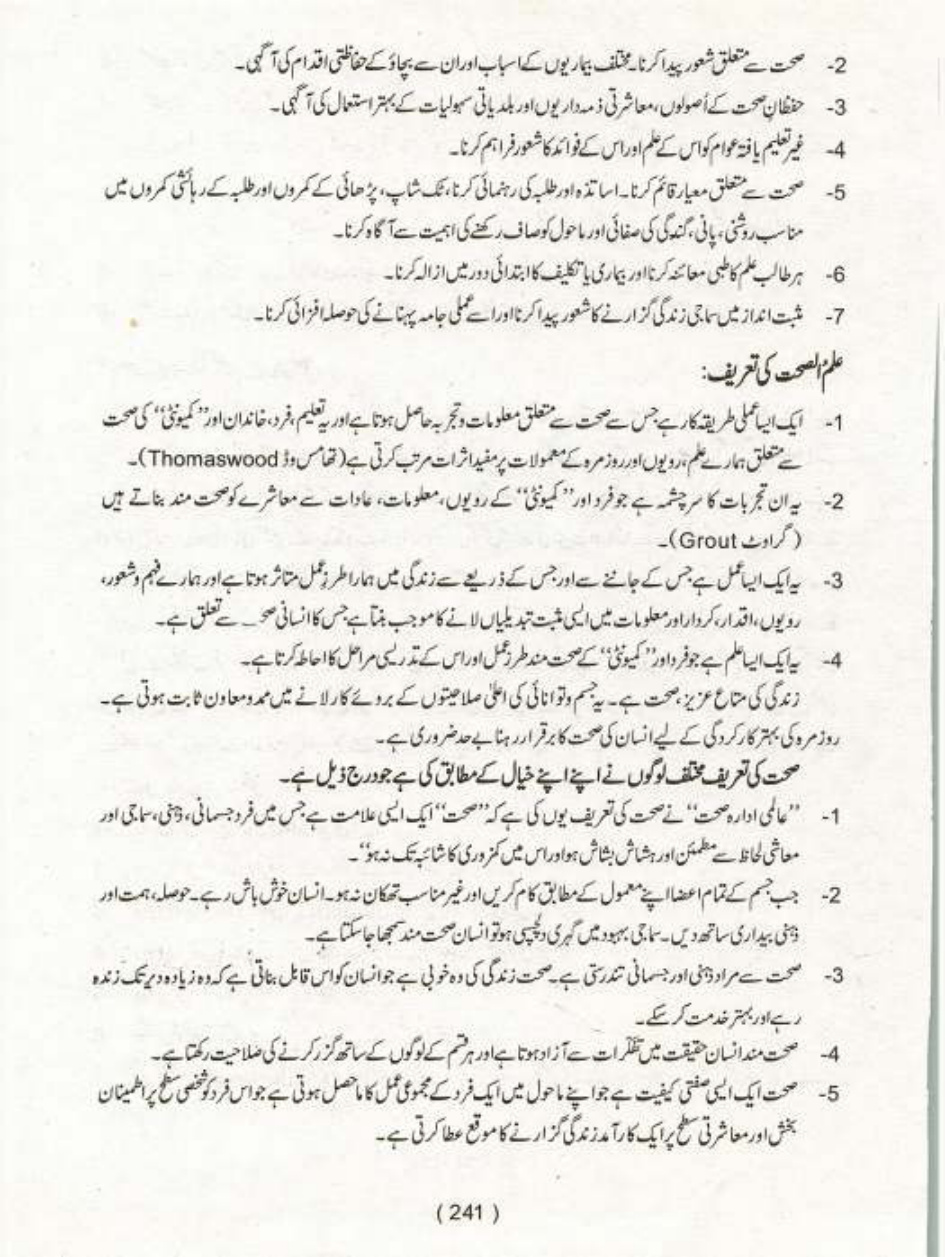 2- صحت سے متعلق شعور پیدا کرنا۔ مختلف بیماریوں کے اسباب اور ان سے بچاؤ کے حفاظتی اقدام کی آگہی۔
3- حفظانِ صحت کے اُصولوں، معاشرتی ذمہ داریوں اور بلدیاتی سہولیات کے بہتر استعمال کی آگہی۔
4- غیر تعلیم یافتہ عوام کو اس کے علم اور اس کے فوائد کا شعور فراہم کرنا۔
5- صحت سے متعلق معیار قائم کرنا۔ اساتذہ اور طلبہ کی رہنمائی کرنا، تک شاپ، پڑھائی کے کمروں اور طلبہ کے رہائشی کمروں میں
مناسب روشنی، پانی، گندگی کی صفائی اور ماحول کو صاف رکھنے کی اہمیت سے آگاہ کرنا۔
6- ہر طالب علم کا طبی معائنہ کرنا اور بیماری یا تکلیف کا ابتدائی دور میں ازالہ کرنا۔
7- مثبت انداز میں سماجی زندگی گزارنے کا شعور پیدا کرنا اور اسے عملی جامہ پہنانے کی حوصلہ افزائی کرنا۔
علم الصحت کی تعریف:
1- ایک ایسا عملی طریقہ کار ہے جس سے صحت سے متعلق معلومات و تجربہ حاصل ہوتا ہے اور یہ تعلیم، فرد، خاندان اور ’’کمیونٹی‘‘ کی صحت
سے متعلق ہمارے علم، رویوں اور روزمرہ کے معمولات پر مفید اثرات مرتب کرتی ہے (تھامس وڈ Thomaswood)۔
2- یہ ان تجربات کا سرچشمہ ہے جو فرد اور ’’کمیونٹی‘‘ کے رویوں، معلومات، عادات سے معاشرے کو صحت مند بناتے ہیں
(گراوٹ Grout)۔
3- یہ ایک ایسا عمل ہے جس کے جاننے سے اور جس کے ذریعے سے زندگی میں ہمارا طرزِ عمل متاثر ہوتا ہے اور ہمارے فہم و شعور،
رویوں، اقدار، کردار اور معلومات میں ایسی مثبت تبدیلیاں لانے کا موجب بنتا ہے جس کا انسانی صحت سے تعلق ہے۔
4- یہ ایک ایسا علم ہے جو فرد اور ’’کمیونٹی‘‘ کے صحت مند طرزِ عمل اور اس کے تدریسی مراحل کا احاطہ کرتا ہے۔
زندگی کی متاع عزیز، صحت ہے۔ یہ جسم و توانائی کی اعلیٰ صلاحیتوں کے بروئے کار لانے میں ممد و معاون ثابت ہوتی ہے۔
روزمرہ کی بہتر کارکردگی کے لیے انسان کی صحت کا برقرار رہنا بے حد ضروری ہے۔
صحت کی تعریف مختلف لوگوں نے اپنے اپنے خیال کے مطابق کی ہے جو درج ذیل ہے۔
1- ’’عالمی ادارہ صحت‘‘ نے صحت کی تعریف یوں کی ہے کہ ’’صحت‘‘ ایک ایسی علامت ہے جس میں فرد جسمانی، ذہنی، سماجی اور
معاشی لحاظ سے مطمئن اور ہشاش بشاش ہو اور اس میں کمزوری کا شائبہ تک نہ ہو‘‘۔
2- جب جسم کے تمام اعضا اپنے معمول کے مطابق کام کریں اور غیر مناسب تھکان نہ ہو۔ انسان خوش باش رہے۔ حوصلہ، ہمت اور
ذہنی بیداری ساتھ دیں۔ سماجی بہبود میں گہری دلچسپی ہو تو انسان صحت مند سمجھا جا سکتا ہے۔
3- صحت سے مراد ذہنی اور جسمانی تندرستی ہے۔ صحت زندگی کی وہ خوبی ہے جو انسان کو اس قابل بناتی ہے کہ وہ زیادہ دیر تک زندہ
رہے اور بہتر خدمت کر سکے۔
4- صحت مند انسان حقیقت میں تفکّرات سے آزاد ہوتا ہے اور ہر قسم کے لوگوں کے ساتھ گزر کرنے کی صلاحیت رکھتا ہے۔
5- صحت ایک ایسی صفتی کیفیت ہے جو اپنے ماحول میں ایک فرد کے مجموعی عمل کا ماحصل ہوتی ہے جو اس فرد کو شخصی سطح پر اطمینان
بخش اور معاشرتی سطح پر ایک کارآمد زندگی گزارنے کا موقع عطا کرتی ہے۔
(241)